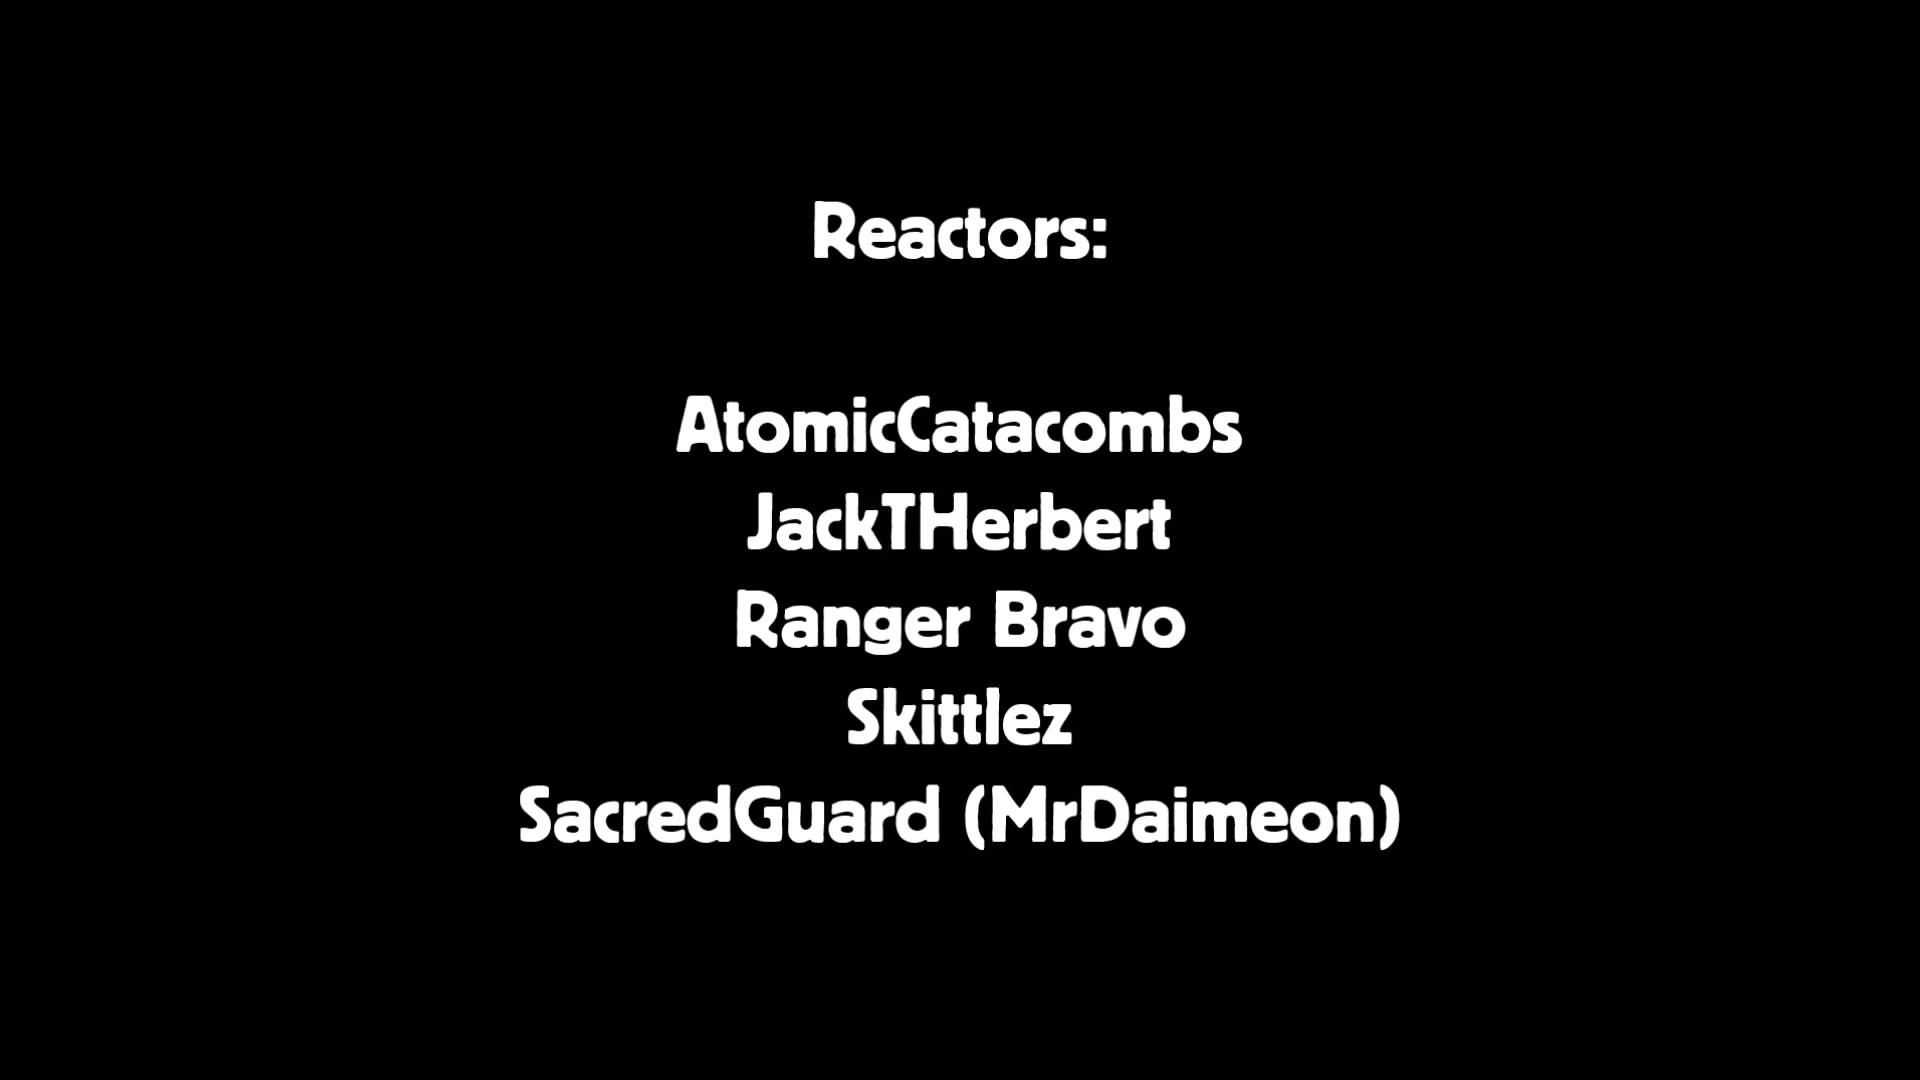 Reactors:
AtomicCatacombs
JackTHerbert
Ranger Bravo
Skittlez
SacredGuard (MrDaimeon)